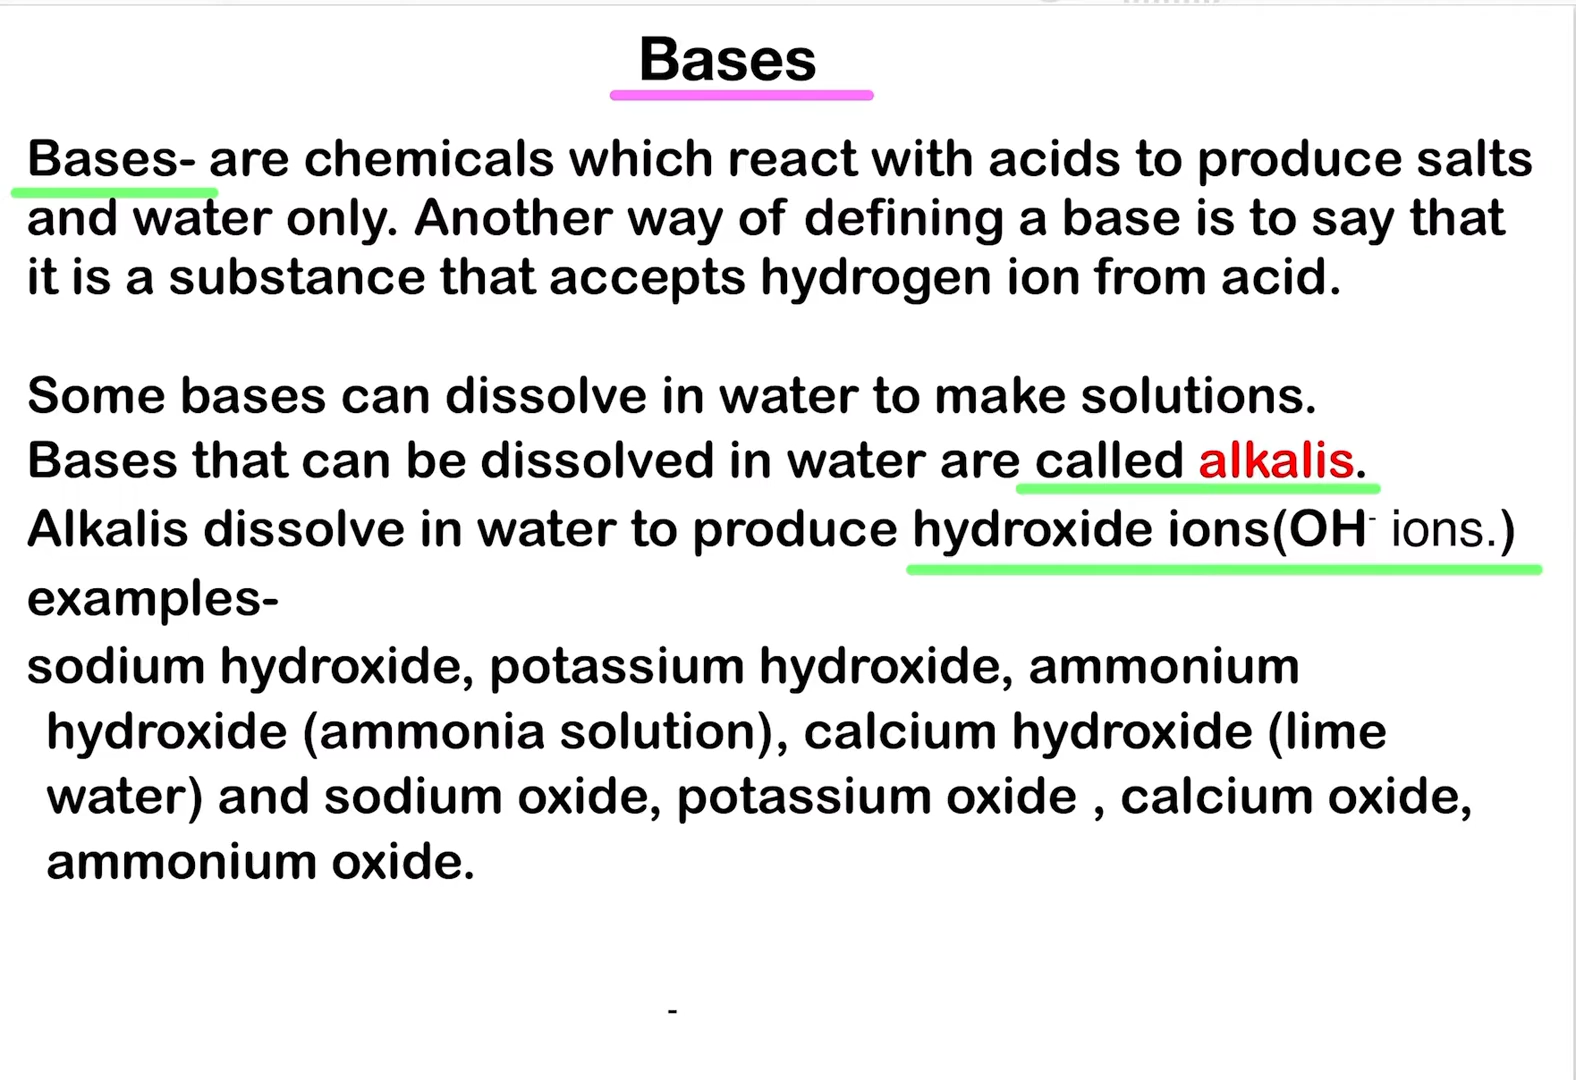 Bases
Bases- are chemicals which react with acids to produce salts
and water only. Another way of defining a base is to say that
it is a substance that accepts hydrogen ion from acid.
Some bases can dissolve in water to make solutions.
Bases that can be dissolved in water are called alkalis.
Alkalis dissolve in water to produce hydroxide ions(OH⁻ ions.)
examples-
sodium hydroxide, potassium hydroxide, ammonium
hydroxide (ammonia solution), calcium hydroxide (lime
water) and sodium oxide, potassium oxide , calcium oxide,
ammonium oxide.
-